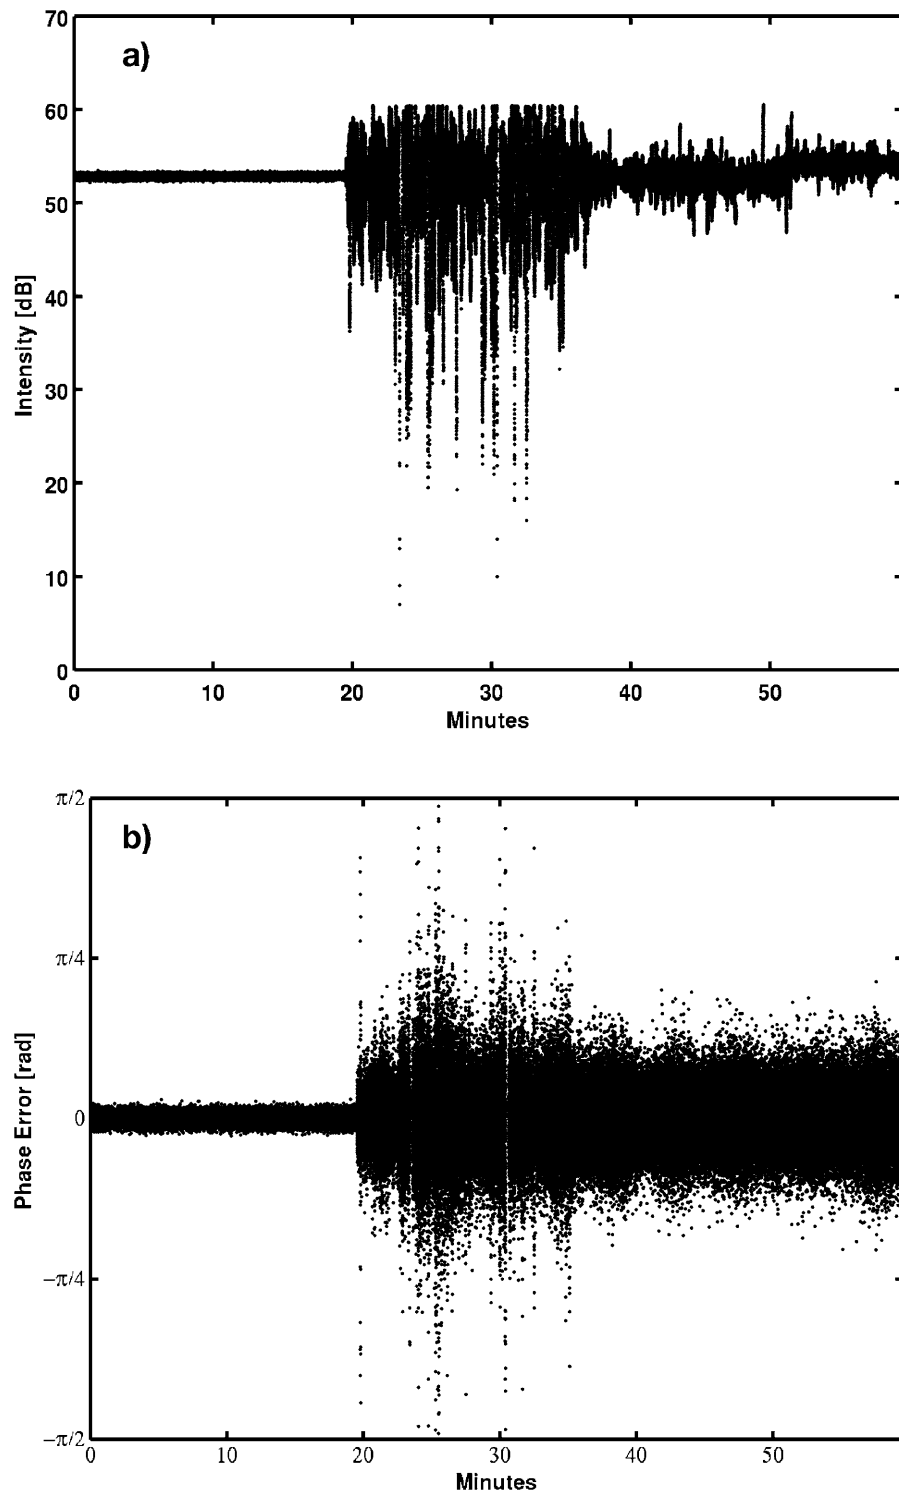 a)
70
60
50
40
30
20
10
0
Intensity [dB]
0 10 20 30 40 50
Minutes
b)
π/2
π/4
0
−π/4
−π/2
Phase Error [rad]
0 10 20 30 40 50
Minutes